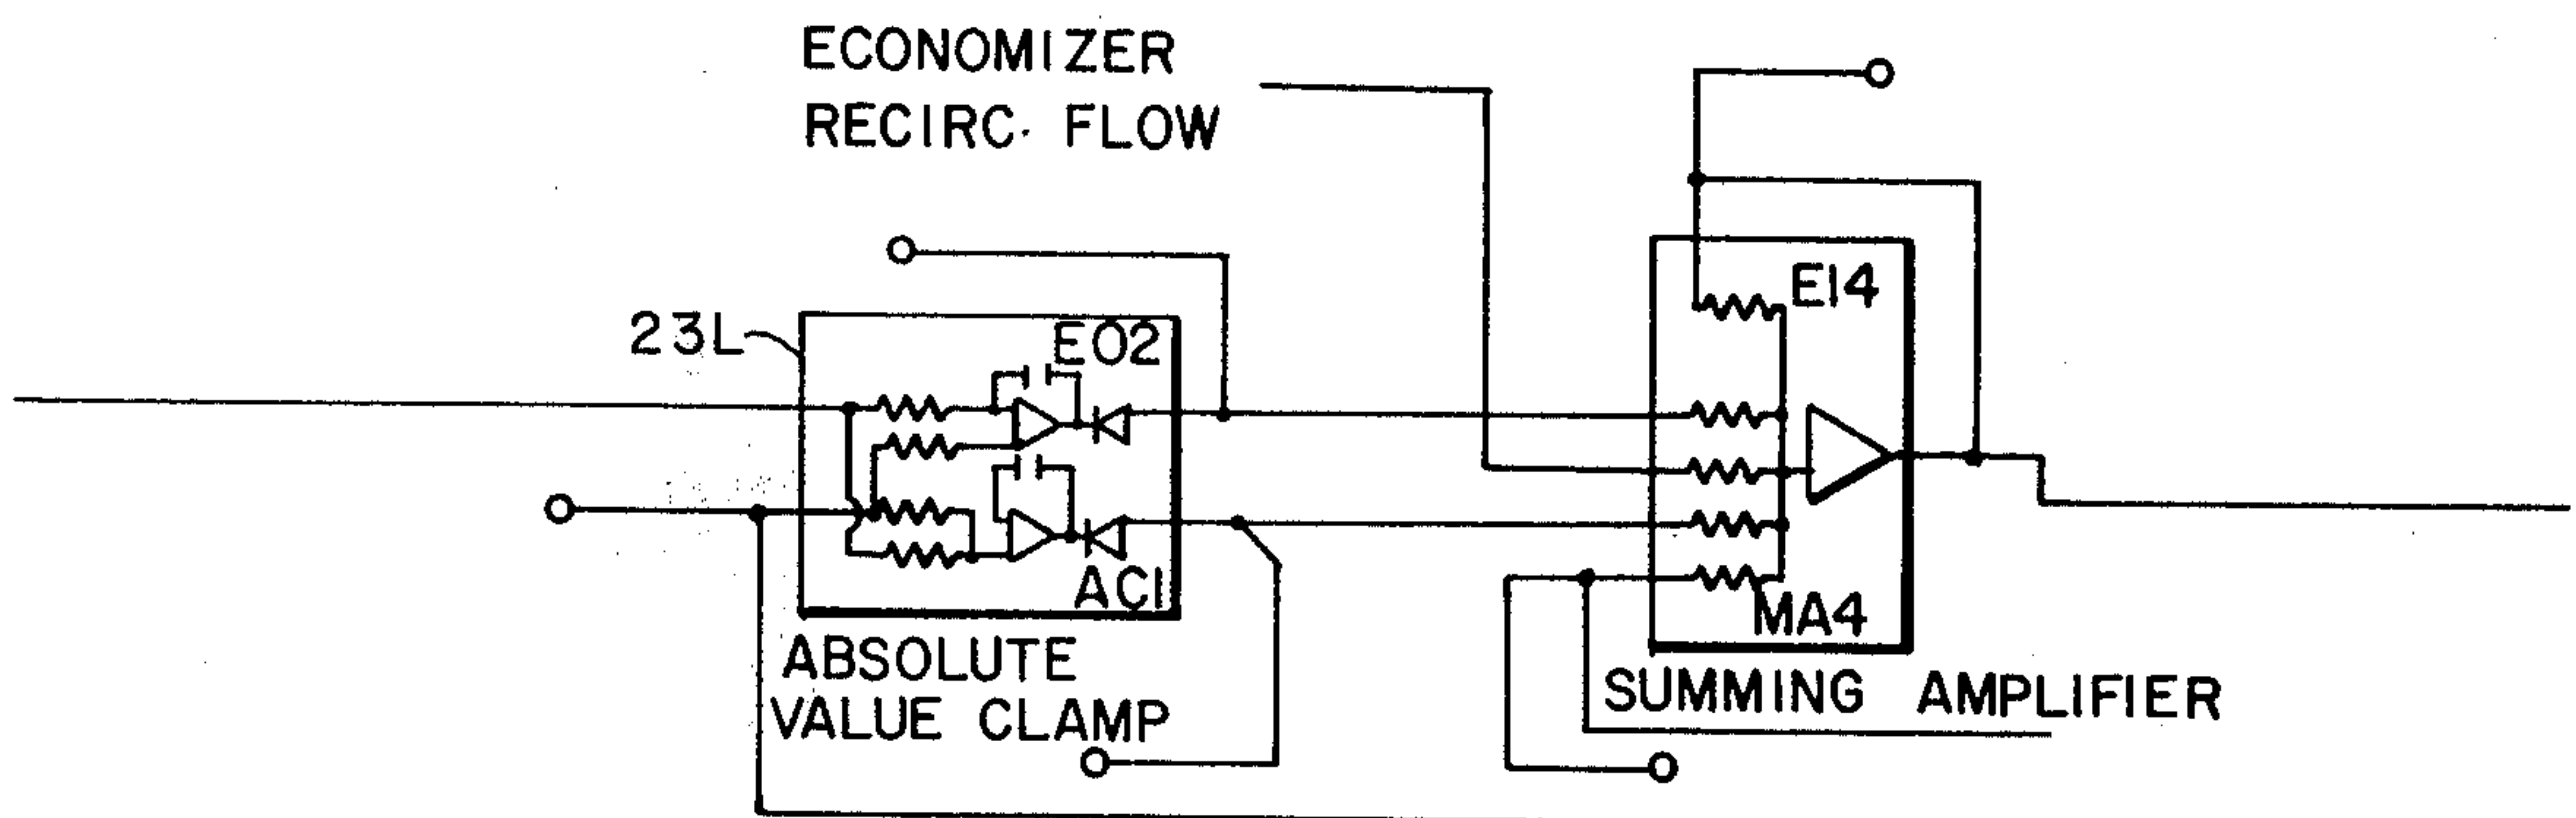 ECONOMIZER
RECIRC. FLOW
23L
E02
AC1
ABSOLUTE
VALUE CLAMP
E14
MA4
SUMMING AMPLIFIER